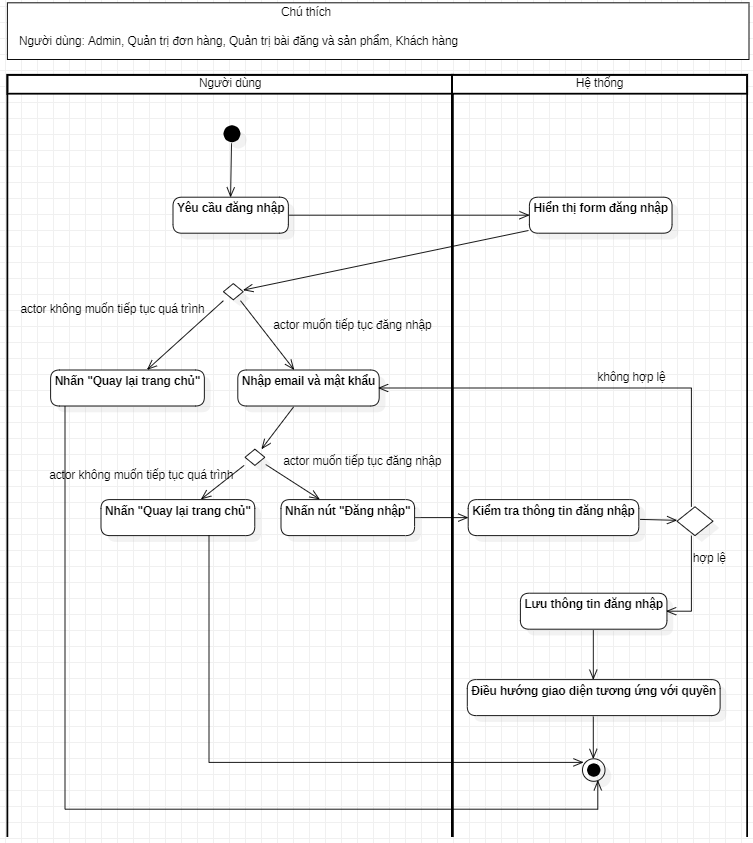 Chú thích
Người dùng: Admin, Quản trị đơn hàng, Quản trị bài đăng và sản phẩm, Khách hàng
Người dùng
Hệ thống
Yêu cầu đăng nhập
Hiển thị form đăng nhập
actor không muốn tiếp tục quá trình
actor muốn tiếp tục đăng nhập
Nhấn "Quay lại trang chủ"
Nhập email và mật khẩu
không hợp lệ
actor không muốn tiếp tục quá trình
actor muốn tiếp tục đăng nhập
Nhấn "Quay lại trang chủ"
Nhấn nút "Đăng nhập"
Kiểm tra thông tin đăng nhập
hợp lệ
Lưu thông tin đăng nhập
Điều hướng giao diện tương ứng với quyền